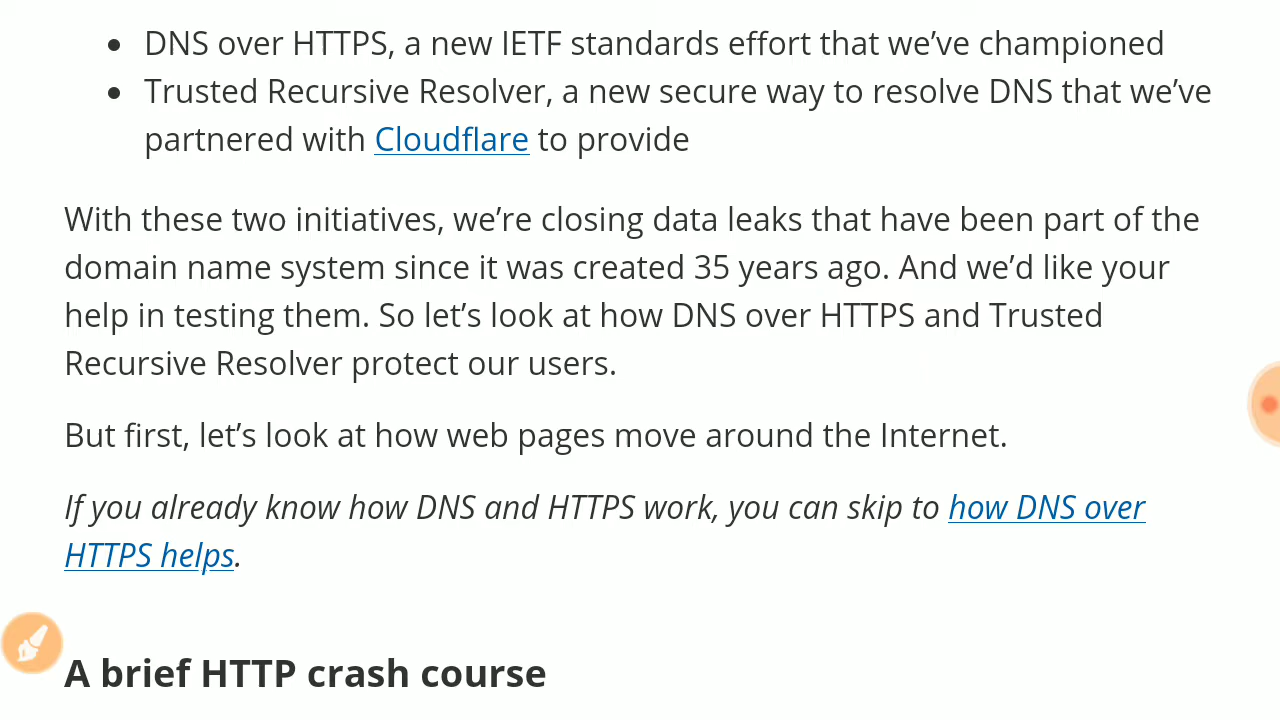 • DNS over HTTPS, a new IETF standards effort that we’ve championed
• Trusted Recursive Resolver, a new secure way to resolve DNS that we’ve
partnered with Cloudflare to provide
With these two initiatives, we’re closing data leaks that have been part of the
domain name system since it was created 35 years ago. And we’d like your
help in testing them. So let’s look at how DNS over HTTPS and Trusted
Recursive Resolver protect our users.
But first, let’s look at how web pages move around the Internet.
If you already know how DNS and HTTPS work, you can skip to how DNS over
HTTPS helps.
A brief HTTP crash course